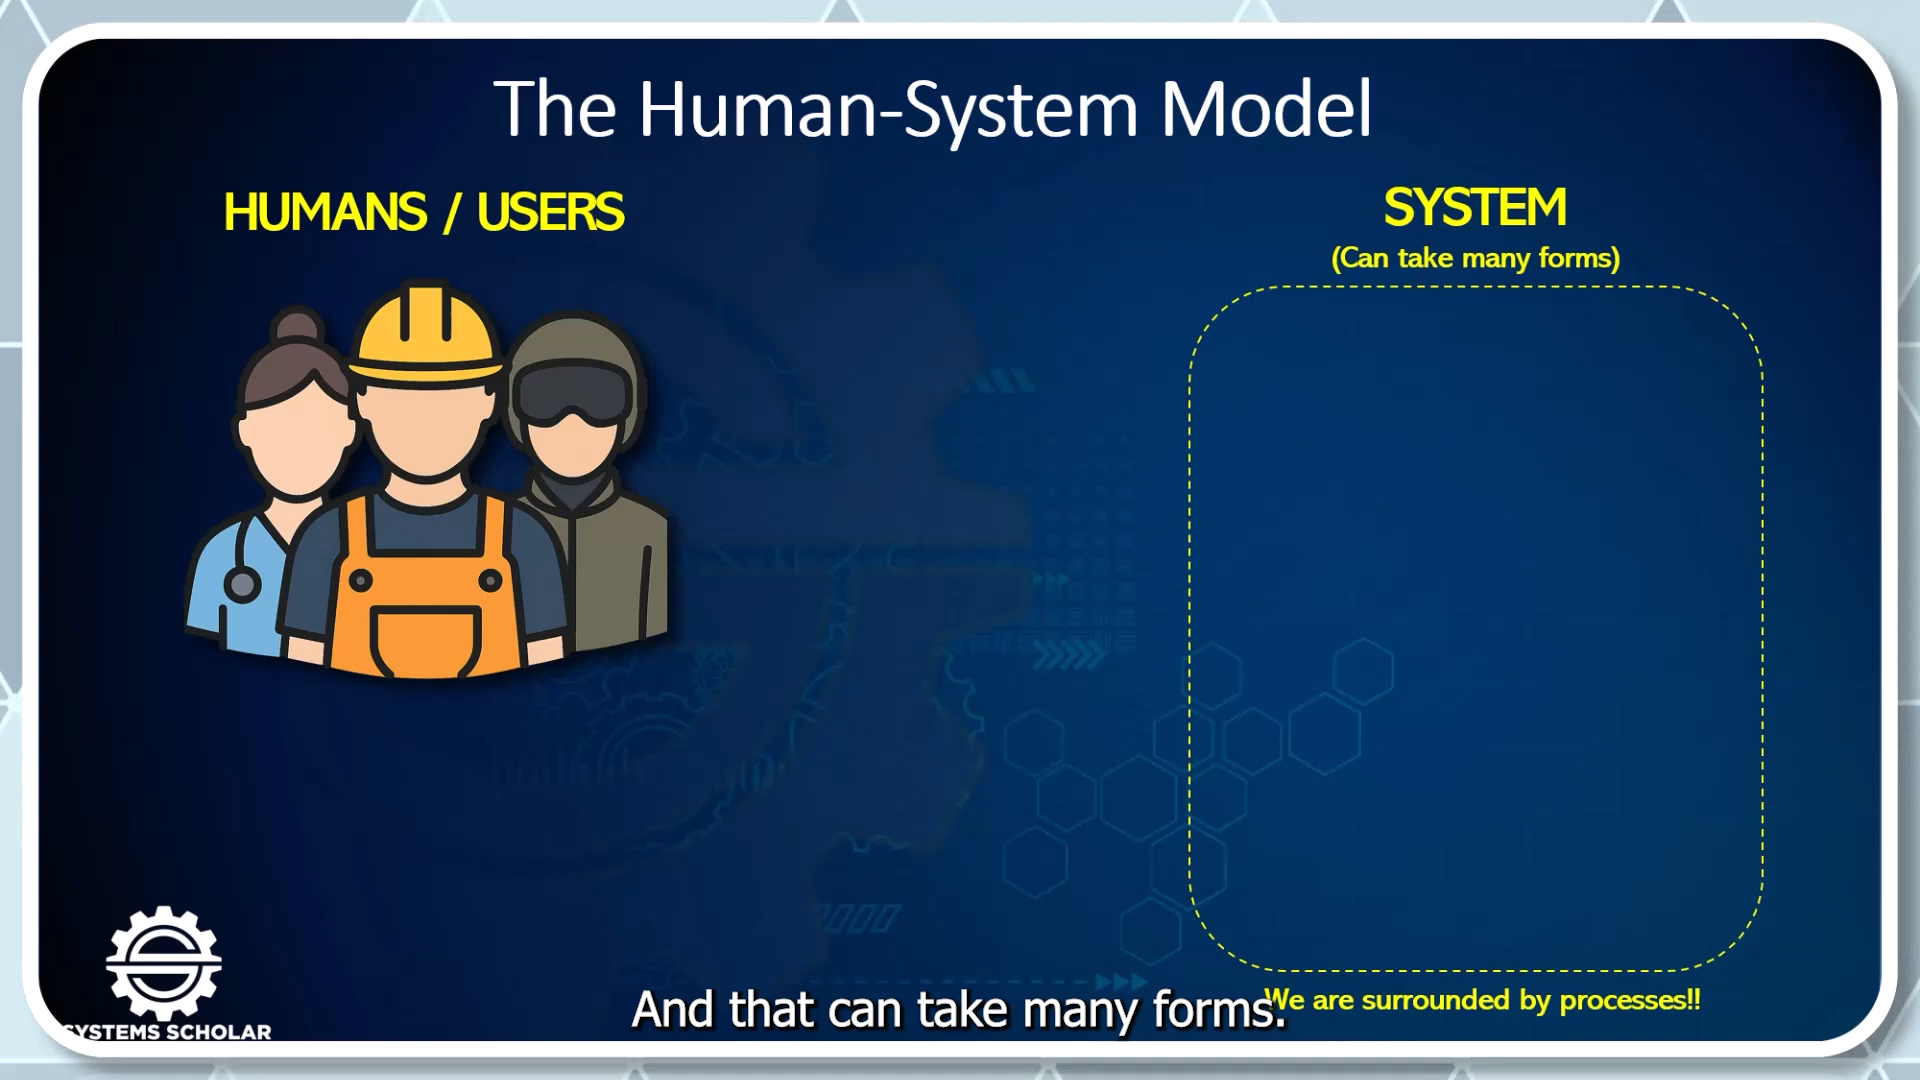 The Human-System Model
HUMANS / USERS
SYSTEM
(Can take many forms)
We are surrounded by processes!!
And that can take many forms.
SYSTEMS SCHOLAR